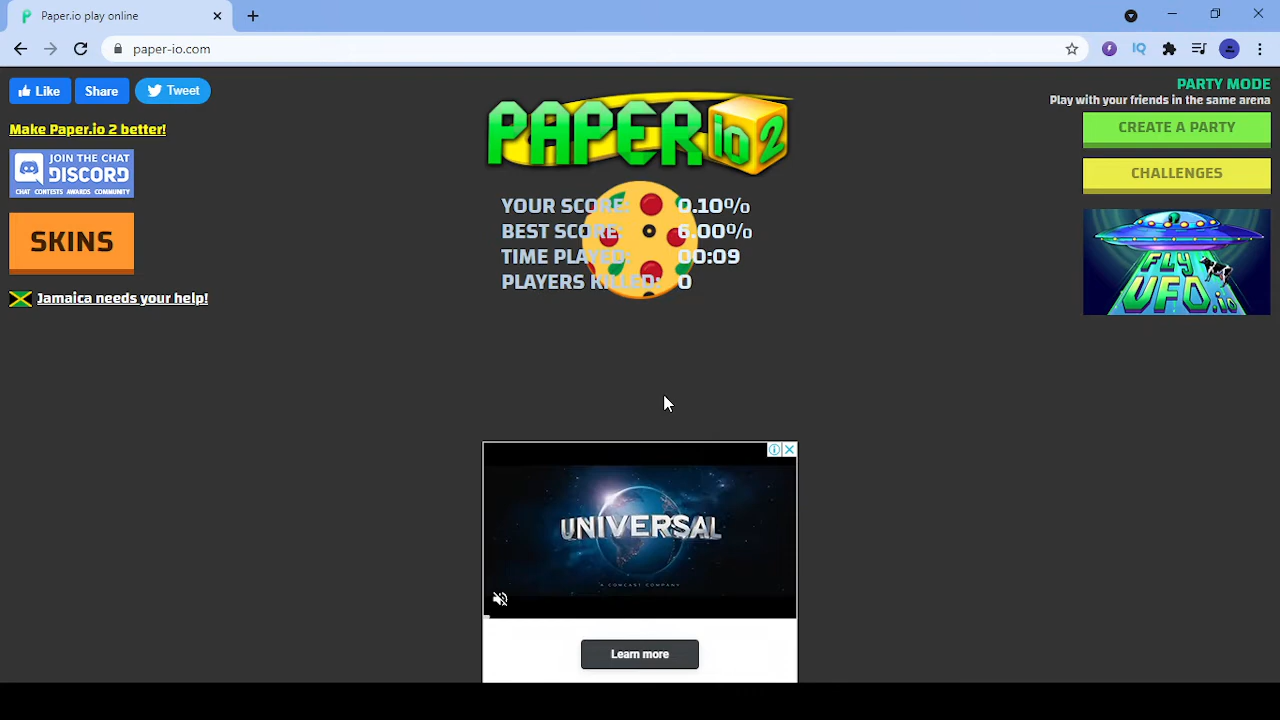 Paper.io play online
paper-io.com
Like
Share
Tweet
Make Paper.io 2 better!
JOIN THE CHAT
DISCORD
CHAT CONTESTS AWARDS COMMUNITY
SKINS
Jamaica needs your help!
PAPER io 2
YOUR SCORE: 0.10%
BEST SCORE: 6.00%
TIME PLAYED: 00:09
PLAYERS KILLED: 0
UNIVERSAL
A COMCAST COMPANY
Learn more
PARTY MODE
Play with your friends in the same arena
CREATE A PARTY
CHALLENGES
FLY
UFO.io
IQ